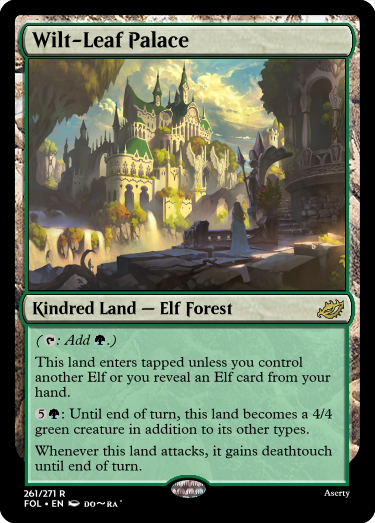 Wilt-Leaf Palace
Kindred Land — Elf Forest
(: Add .)
This land enters tapped unless you control
another Elf or you reveal an Elf card from your
hand.
5: Until end of turn, this land becomes a 4/4
green creature in addition to its other types.
Whenever this land attacks, it gains deathtouch
until end of turn.
261/271 R
FOL • EN DO~RA'
Aserty